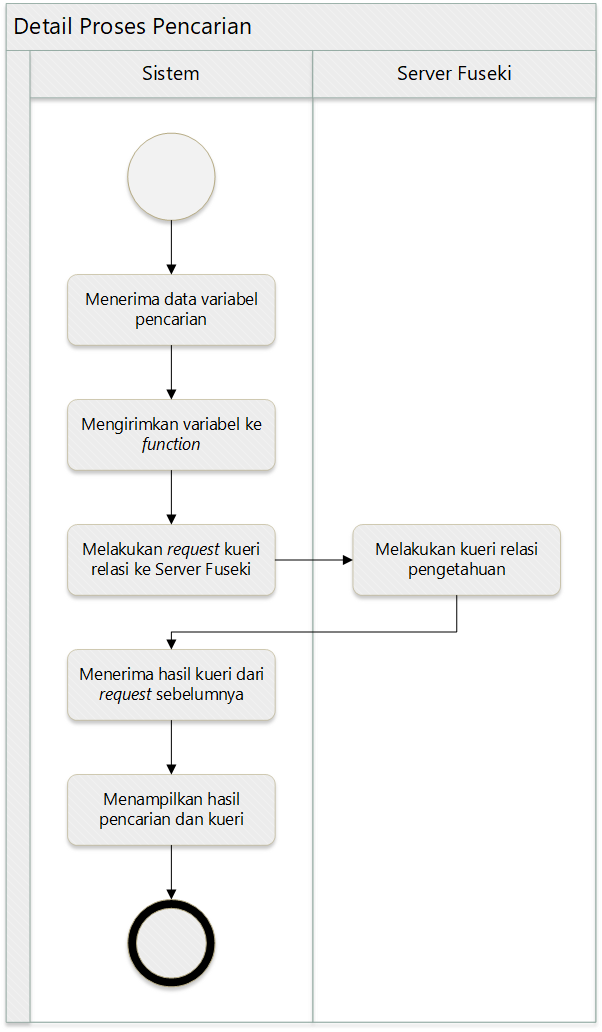 Detail Proses Pencarian
Sistem
Server Fuseki
Menerima data variabel
pencarian
Mengirimkan variabel ke
function
Melakukan request kueri
relasi ke Server Fuseki
Melakukan kueri relasi
pengetahuan
Menerima hasil kueri dari
request sebelumnya
Menampilkan hasil
pencarian dan kueri